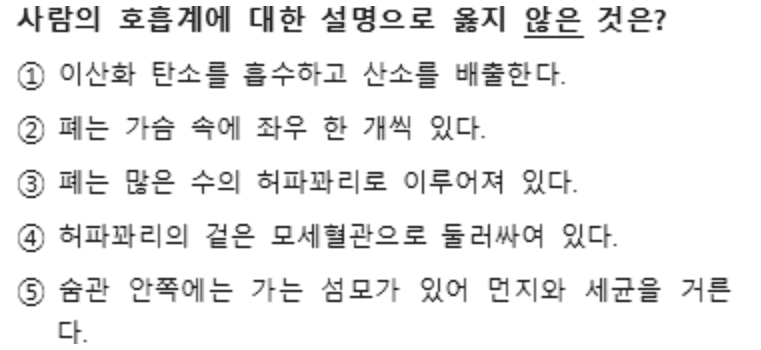 사람의 호흡계에 대한 설명으로 옳지 않은 것은?
① 이산화 탄소를 흡수하고 산소를 배출한다.
② 폐는 가슴 속에 좌우 한 개씩 있다.
③ 폐는 많은 수의 허파꽈리로 이루어져 있다.
④ 허파꽈리의 겉은 모세혈관으로 둘러싸여 있다.
⑤ 숨관 안쪽에는 가는 섬모가 있어 먼지와 세균을 거른
다.